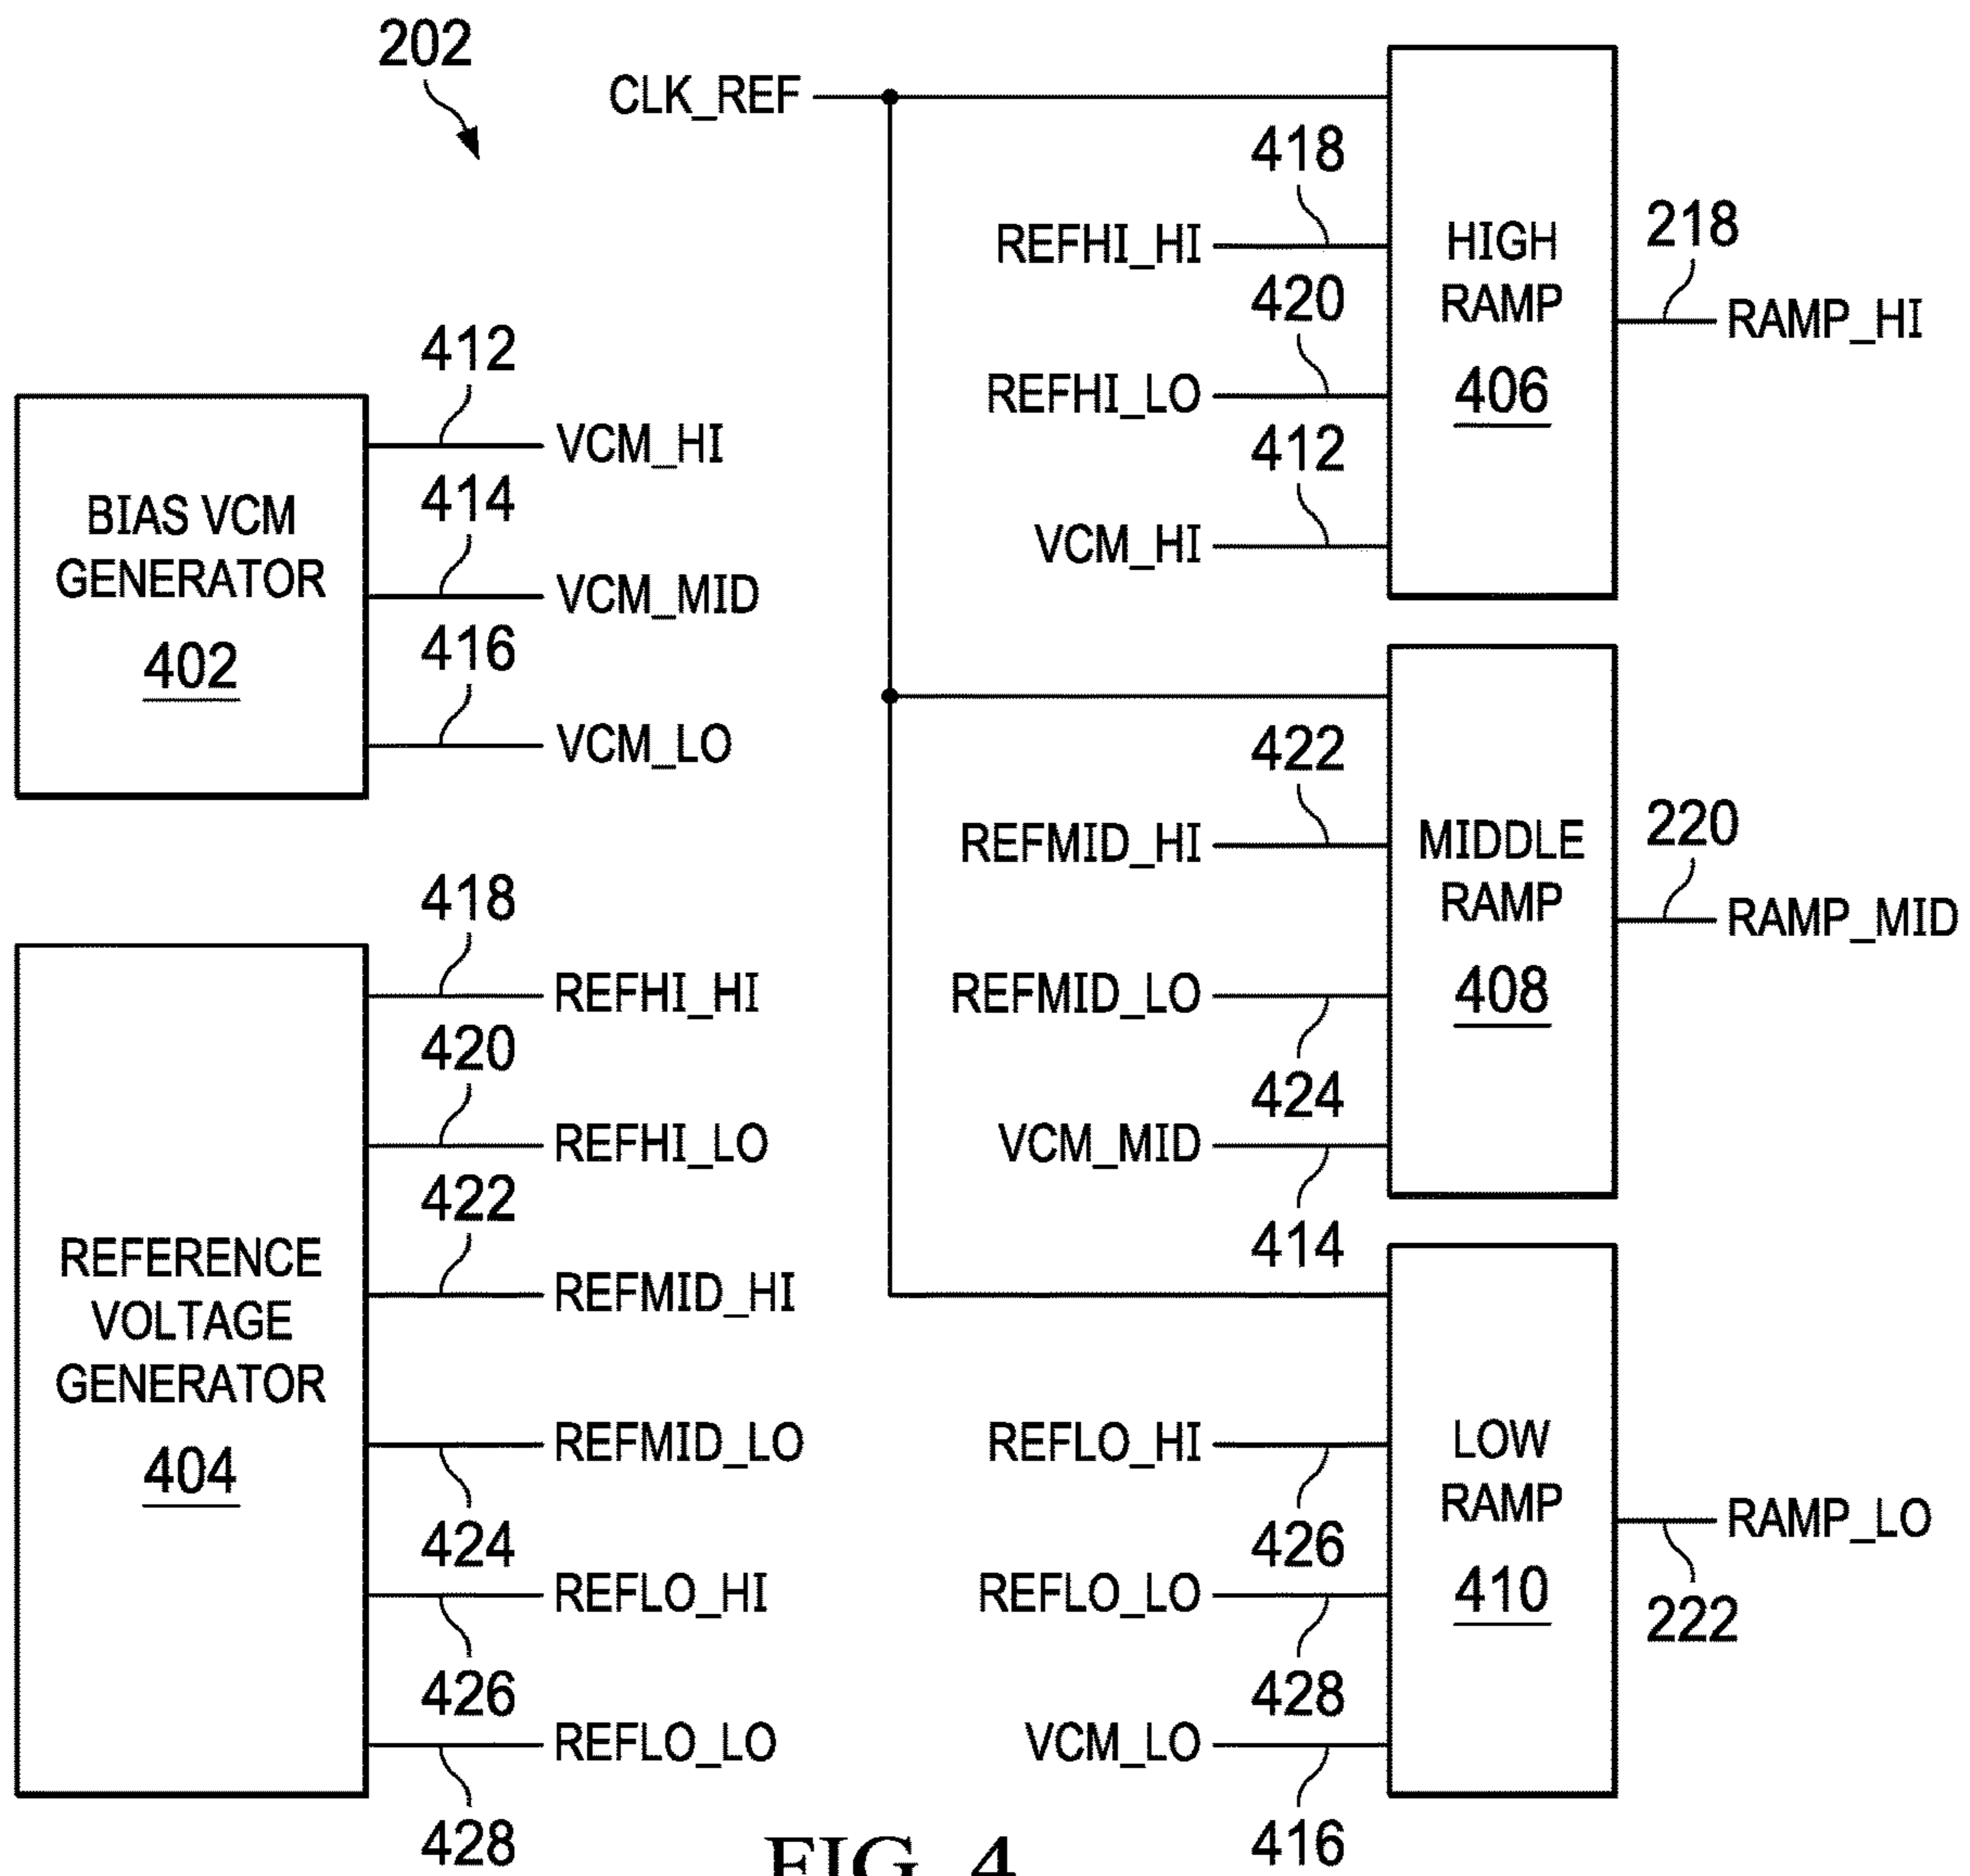 202
CLK_REF
418
REFHI_HI
420
REFHI_LO
412
VCM_HI
HIGH
RAMP
406
218
RAMP_HI
412
VCM_HI
414
VCM_MID
416
VCM_LO
BIAS VCM
GENERATOR
402
422
REFMID_HI
REFMID_LO
424
VCM_MID
414
MIDDLE
RAMP
408
220
RAMP_MID
418
REFHI_HI
420
REFHI_LO
422
REFMID_HI
REFMID_LO
424
REFLO_HI
426
REFLO_LO
428
REFERENCE
VOLTAGE
GENERATOR
404
REFLO_HI
426
REFLO_LO
428
VCM_LO
416
LOW
RAMP
410
RAMP_LO
222
FIG. 4